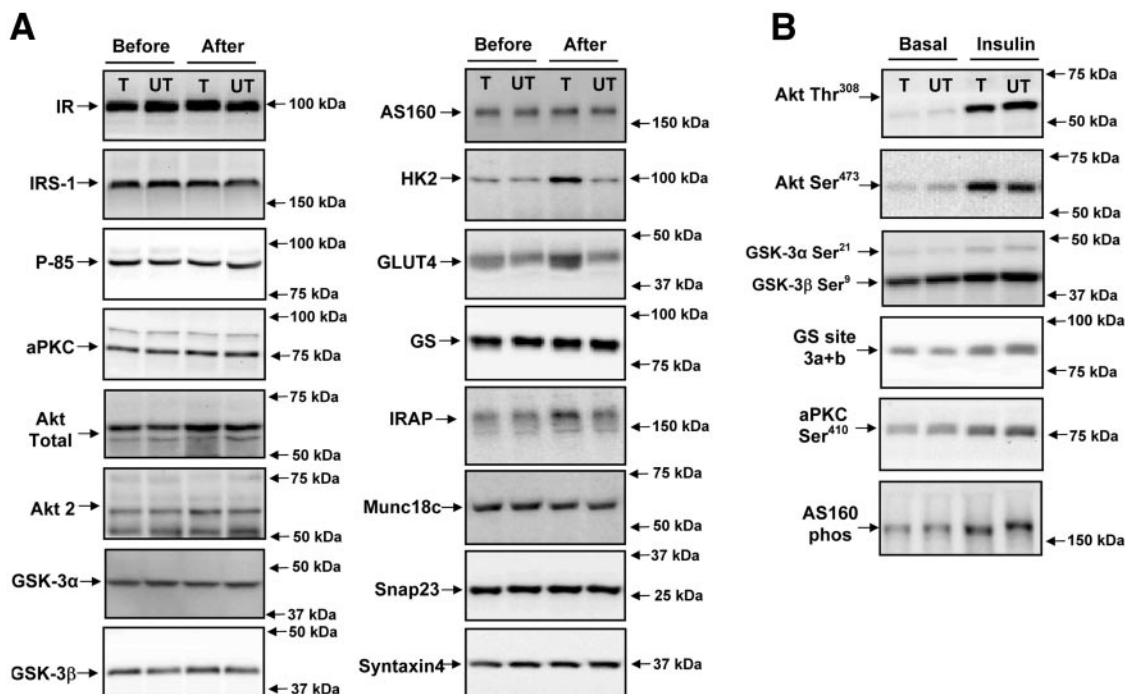 A
Before After
T UT T UT
IR
100 kDa
IRS-1
150 kDa
100 kDa
P-85
75 kDa
100 kDa
aPKC
75 kDa
75 kDa
Akt
Total
50 kDa
75 kDa
Akt 2
50 kDa
50 kDa
GSK-3α
37 kDa
50 kDa
GSK-3β
37 kDa
Before After
T UT T UT
AS160
150 kDa
HK2
100 kDa
50 kDa
GLUT4
37 kDa
100 kDa
GS
75 kDa
IRAP
150 kDa
75 kDa
Munc18c
50 kDa
37 kDa
Snap23
25 kDa
Syntaxin4
37 kDa
B
Basal Insulin
T UT T UT
75 kDa
Akt Thr³⁰⁸
50 kDa
75 kDa
Akt Ser⁴⁷³
50 kDa
50 kDa
GSK-3α Ser²¹
GSK-3β Ser⁹
37 kDa
100 kDa
GS site
3a+b
75 kDa
aPKC
Ser⁴¹⁰
75 kDa
AS160
phos
150 kDa